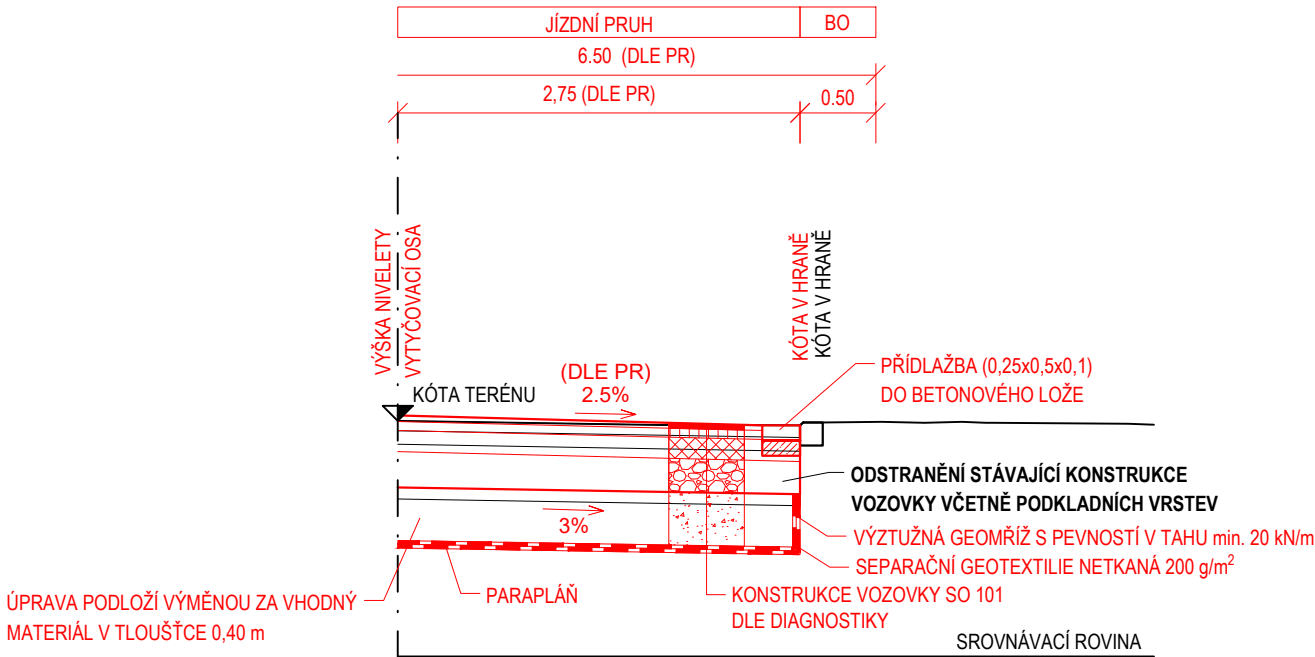 JÍZDNÍ PRUH
BO
6.50 (DLE PR)
2,75 (DLE PR)
0.50
VÝŠKA NIVELETY
VYTYČOVACÍ OSA
KÓTA V HRANĚ
KÓTA V HRANĚ
(DLE PR)
2.5%
KÓTA TERÉNU
PŘÍDLAŽBA (0,25x0,5x0,1)
DO BETONOVÉHO LOŽE
ODSTRANĚNÍ STÁVAJÍCÍ KONSTRUKCE
VOZOVKY VČETNĚ PODKLADNÍCH VRSTEV
3%
VÝZTUŽNÁ GEOMŘÍŽ S PEVNOSTÍ V TAHU min. 20 kN/m
SEPARAČNÍ GEOTEXTILIE NETKANÁ 200 g/m²
ÚPRAVA PODLOŽÍ VÝMĚNOU ZA VHODNÝ
MATERIÁL V TLOUŠŤCE 0,40 m
PARAPLÁŇ
KONSTRUKCE VOZOVKY SO 101
DLE DIAGNOSTIKY
SROVNÁVACÍ ROVINA